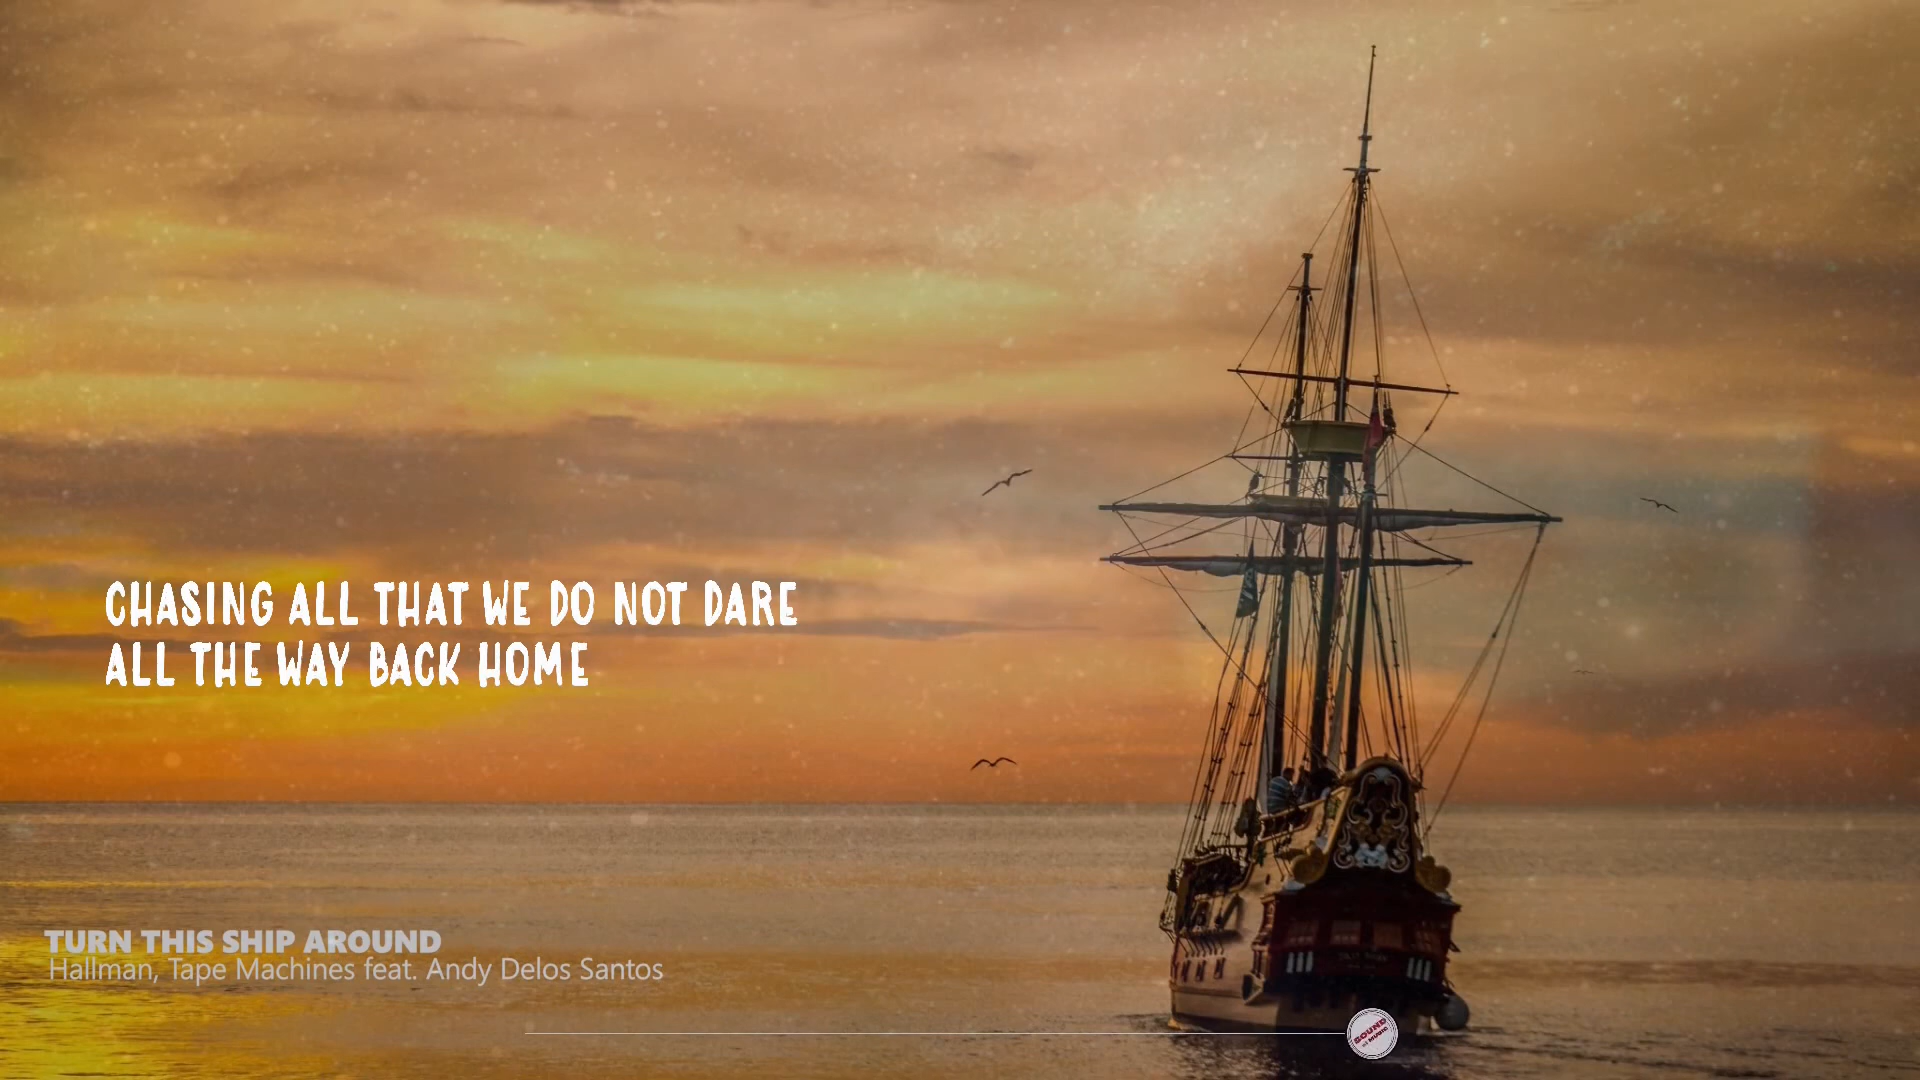 CHASING ALL THAT WE DO NOT DARE
ALL THE WAY BACK HOME
TURN THIS SHIP AROUND
Hallman, Tape Machines feat. Andy Delos Santos
SOUND